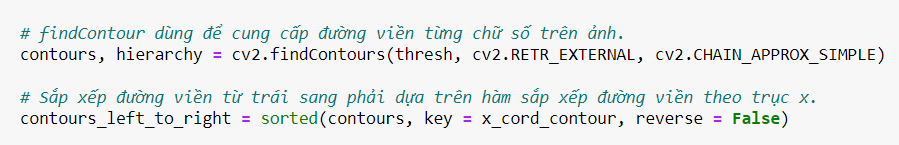 # findContour dùng để cung cấp đường viền từng chữ số trên ảnh.
contours, hierarchy = cv2.findContours(thresh, cv2.RETR_EXTERNAL, cv2.CHAIN_APPROX_SIMPLE)
# Sắp xếp đường viền từ trái sang phải dựa trên hàm sắp xếp đường viền theo trục x.
contours_left_to_right = sorted(contours, key = x_cord_contour, reverse = False)